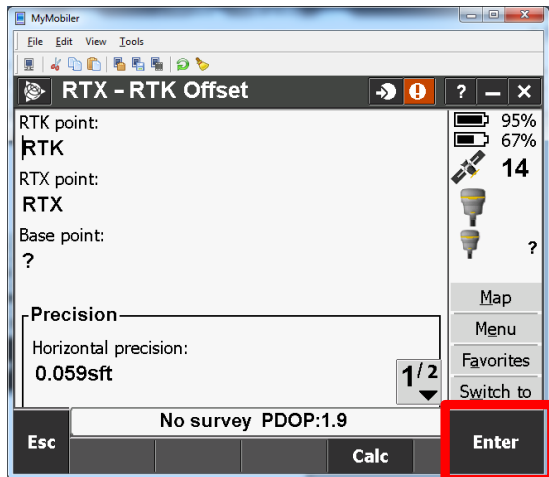 MyMobiler
File Edit View Tools
RTX - RTK Offset
? – ×
RTK point:
RTK
RTX point:
RTX
Base point:
?
Precision
Horizontal precision:
0.059sft
1/2
95%
67%
14
?
Map
Menu
Favorites
Switch to
No survey PDOP:1.9
Esc
Calc
Enter